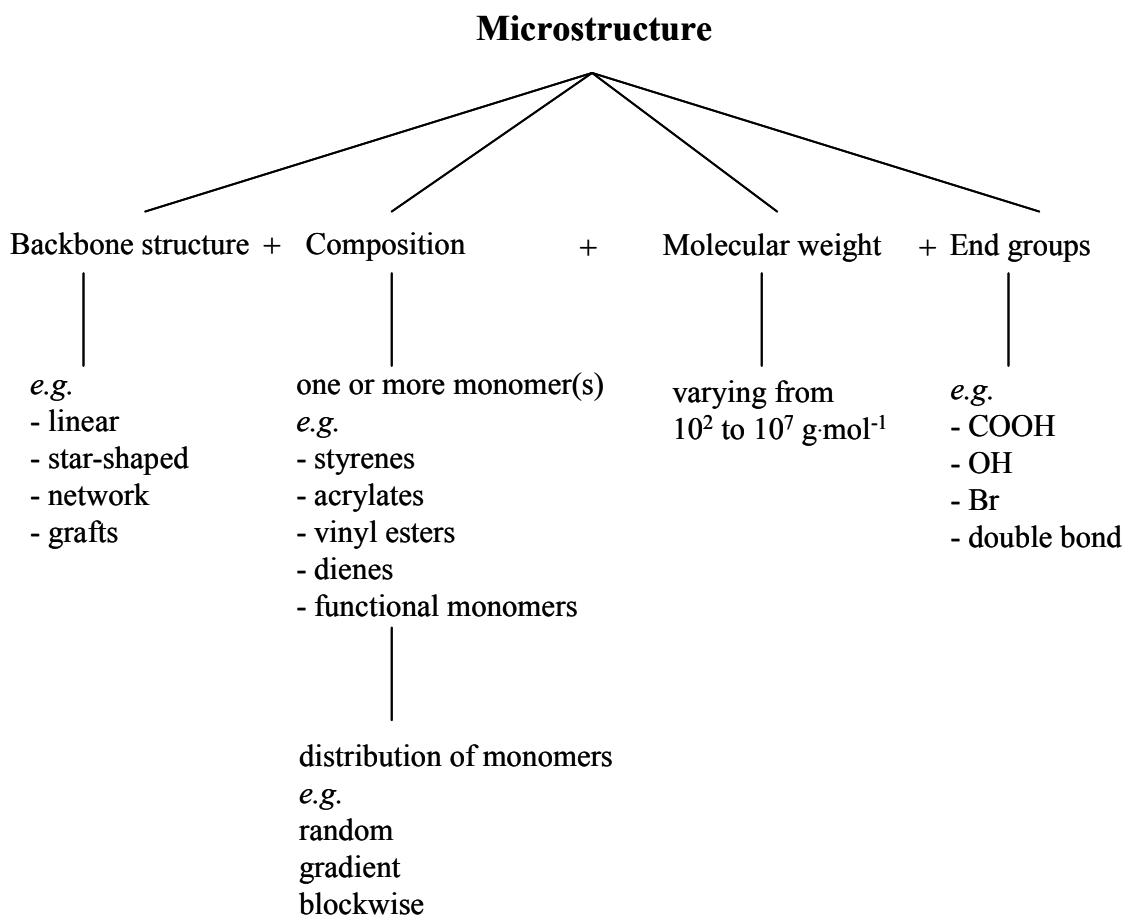 Microstructure
Backbone structure + Composition + Molecular weight + End groups
e.g.
- linear
- star-shaped
- network
- grafts
one or more monomer(s)
e.g.
- styrenes
- acrylates
- vinyl esters
- dienes
- functional monomers
distribution of monomers
e.g.
random
gradient
blockwise
varying from
10² to 10⁷ g·mol⁻¹
e.g.
- COOH
- OH
- Br
- double bond